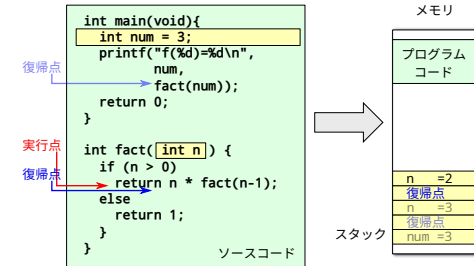 int main(void){
int num = 3;
printf("f(%d)=%d\n",
num,
fact(num));
return 0;
}
int fact( int n ) {
if (n > 0)
return n * fact(n-1);
else
return 1;
}
}
ソースコード
復帰点
実行点
復帰点
メモリ
プログラム
コード
n =2
復帰点
n =3
復帰点
num =3
スタック